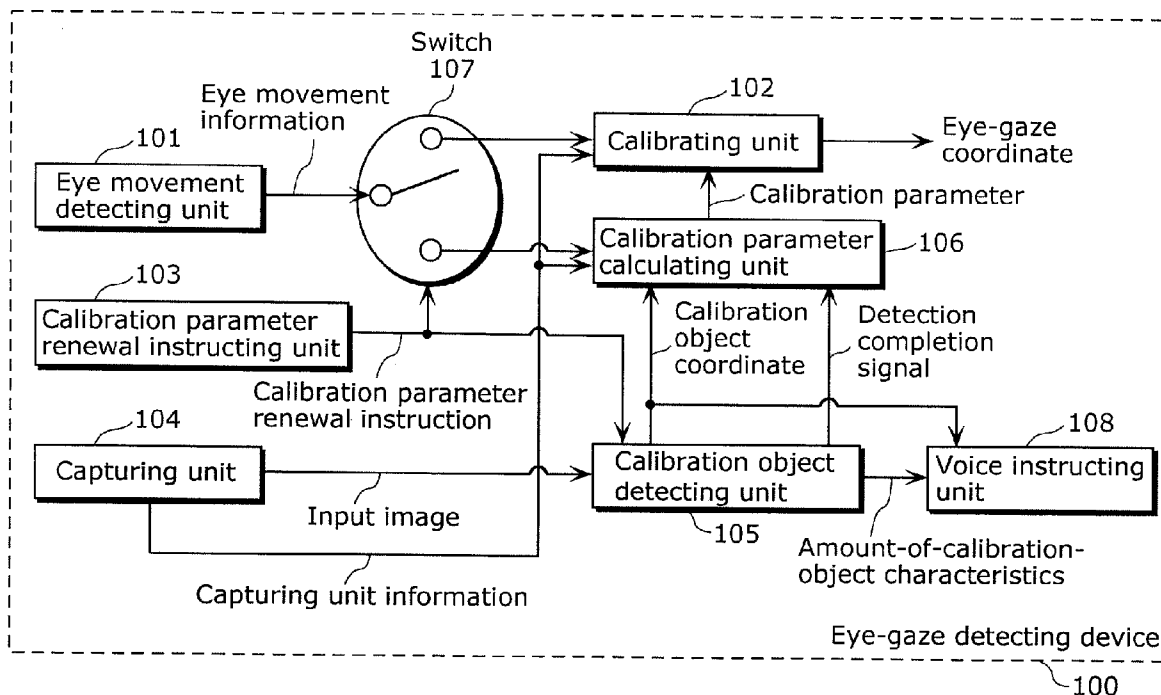 Switch
107
Eye movement
information
101
Eye movement
detecting unit
102
Calibrating unit
Eye-gaze
coordinate
Calibration parameter
Calibration parameter
calculating unit
106
103
Calibration parameter
renewal instructing unit
Calibration parameter
renewal instruction
Calibration
object
coordinate
Detection
completion
signal
104
Capturing unit
Input image
Capturing unit information
Calibration object
detecting unit
105
108
Voice instructing
unit
Amount-of-calibration-
object characteristics
Eye-gaze detecting device
100